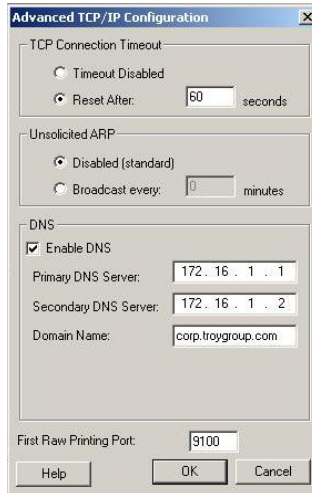 Advanced TCP/IP Configuration
TCP Connection Timeout
Timeout Disabled
Reset After: 60 seconds
Unsolicited ARP
Disabled (standard)
Broadcast every: 0 minutes
DNS
Enable DNS
Primary DNS Server: 172 . 16 . 1 . 1
Secondary DNS Server: 172 . 16 . 1 . 2
Domain Name: corp.troygroup.com
First Raw Printing Port: 9100
Help OK Cancel